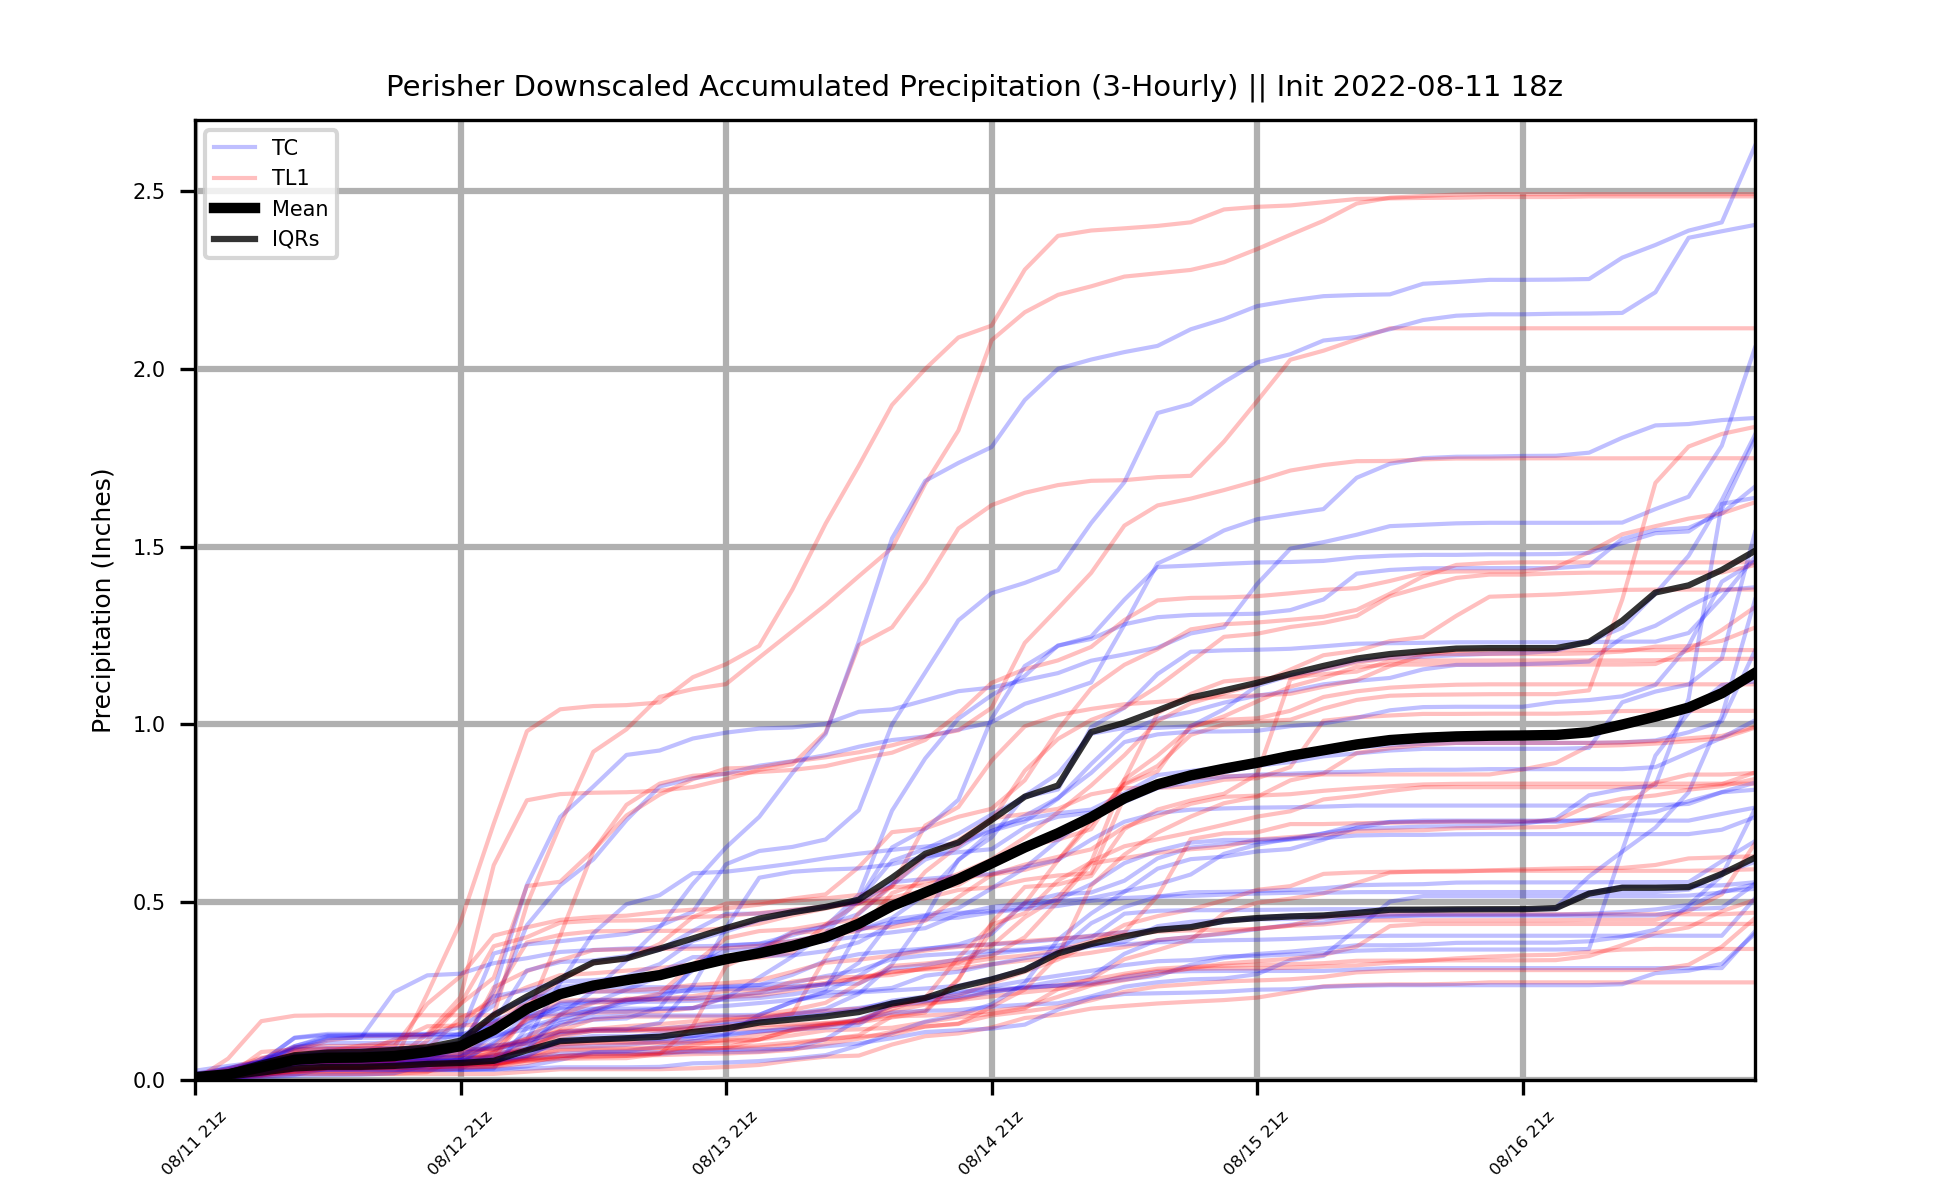 Perisher Downscaled Accumulated Precipitation (3-Hourly) || Init 2022-08-11 18z
TC
TL1
Mean
IQRs
Precipitation (Inches)
2.5
2.0
1.5
1.0
0.5
0.0
08/11 21z
08/12 21z
08/13 21z
08/14 21z
08/15 21z
08/16 21z